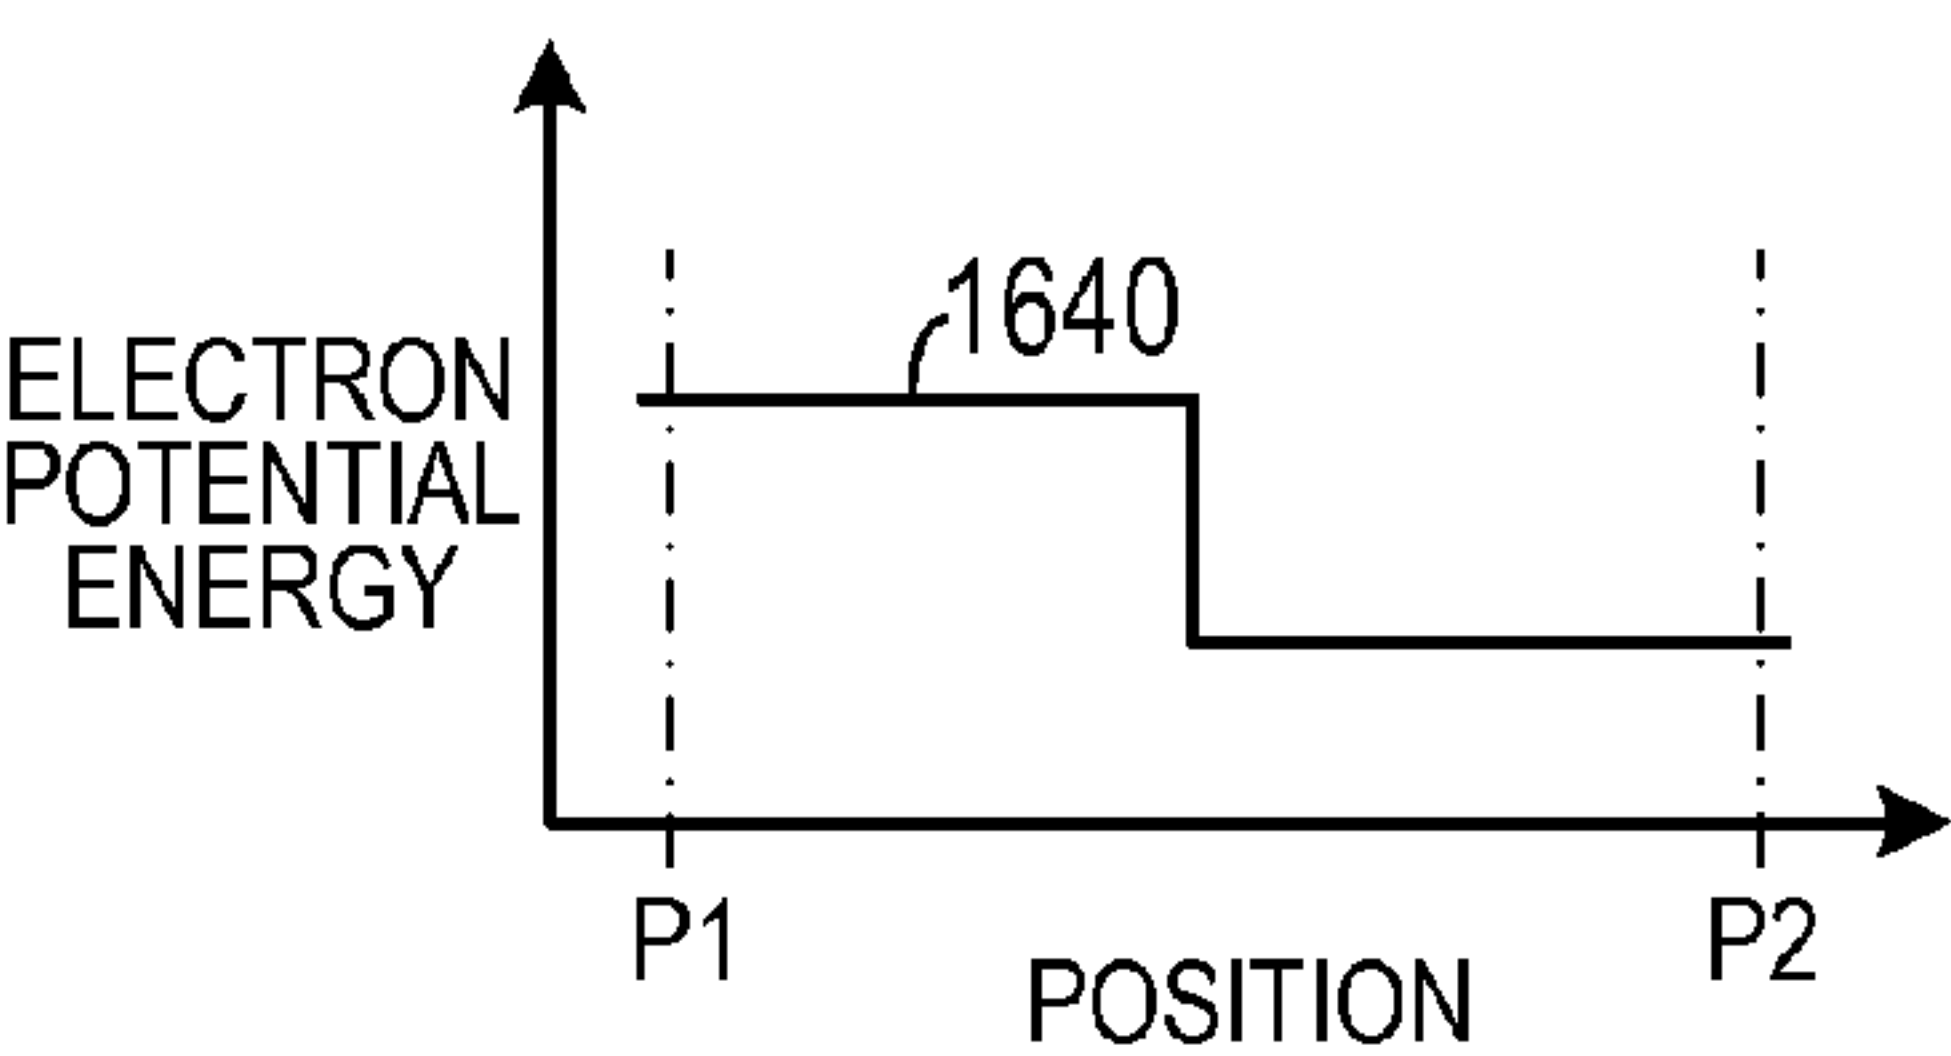 1640
ELECTRON
POTENTIAL
ENERGY
P1
P2
POSITION